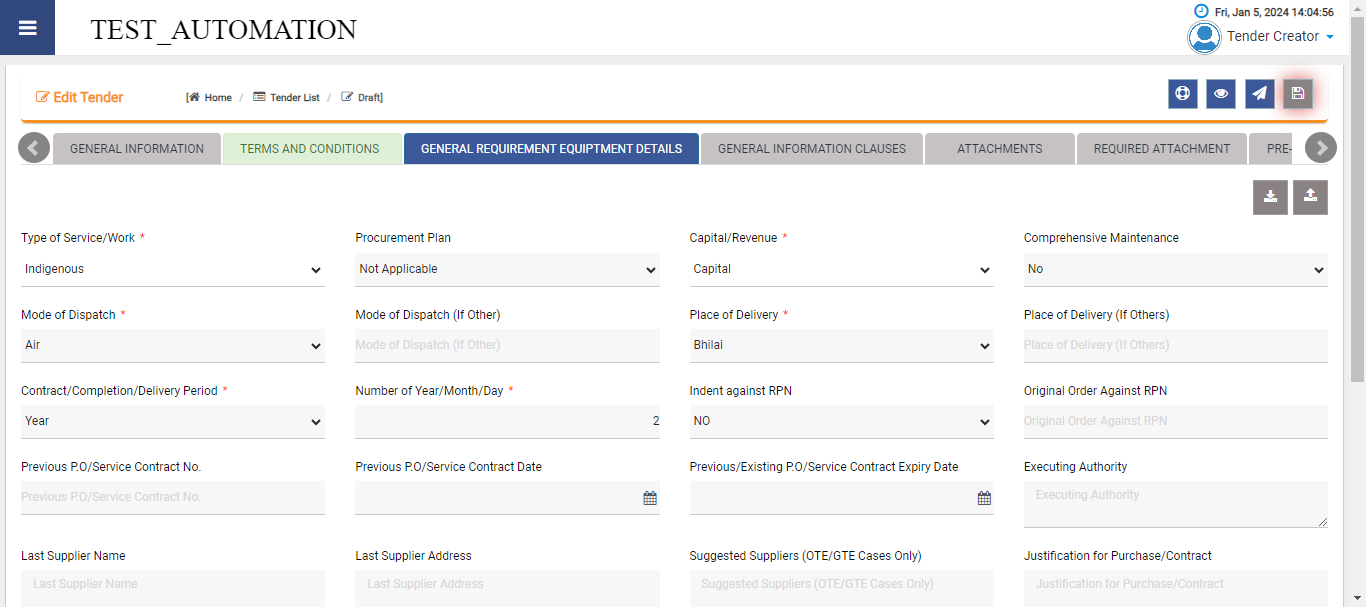 TEST_AUTOMATION
Fri, Jan 5, 2024 14:04:56
Tender Creator
Edit Tender
[ Home / Tender List / Draft]
GENERAL INFORMATION TERMS AND CONDITIONS GENERAL REQUIREMENT EQUIPTMENT DETAILS GENERAL INFORMATION CLAUSES ATTACHMENTS REQUIRED ATTACHMENT PRE-
Type of Service/Work * Procurement Plan Capital/Revenue * Comprehensive Maintenance
Indigenous Not Applicable Capital No
Mode of Dispatch * Mode of Dispatch (If Other) Place of Delivery * Place of Delivery (If Others)
Air Mode of Dispatch (If Other) Bhilai Place of Delivery (If Others)
Contract/Completion/Delivery Period * Number of Year/Month/Day * Indent against RPN Original Order Against RPN
Year 2 NO Original Order Against RPN
Previous P.O/Service Contract No. Previous P.O/Service Contract Date Previous/Existing P.O/Service Contract Expiry Date Executing Authority
Previous P.O/Service Contract No. Executing Authority
Last Supplier Name Last Supplier Address Suggested Suppliers (OTE/GTE Cases Only) Justification for Purchase/Contract
Last Supplier Name Last Supplier Address Suggested Suppliers (OTE/GTE Cases Only) Justification for Purchase/Contract